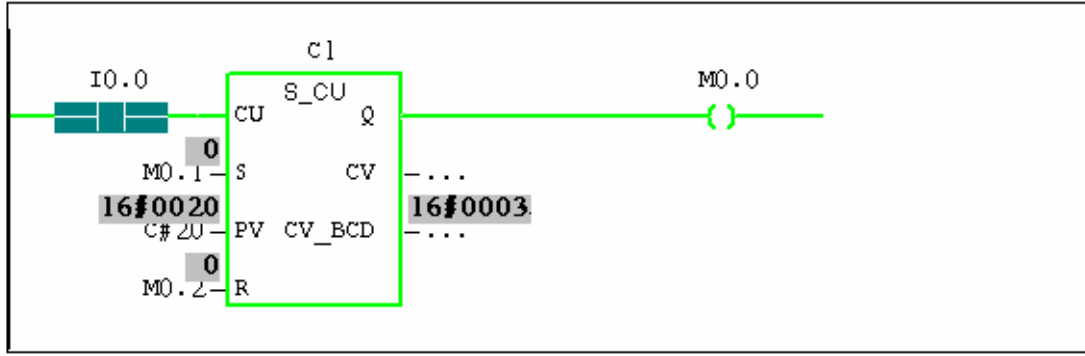 C1
I0.0
M0.0
S_CU
CU
Q
0
M0.1
S
CV
...
16#0020
16#0003
C#20
PV
CV_BCD
...
0
M0.2
R